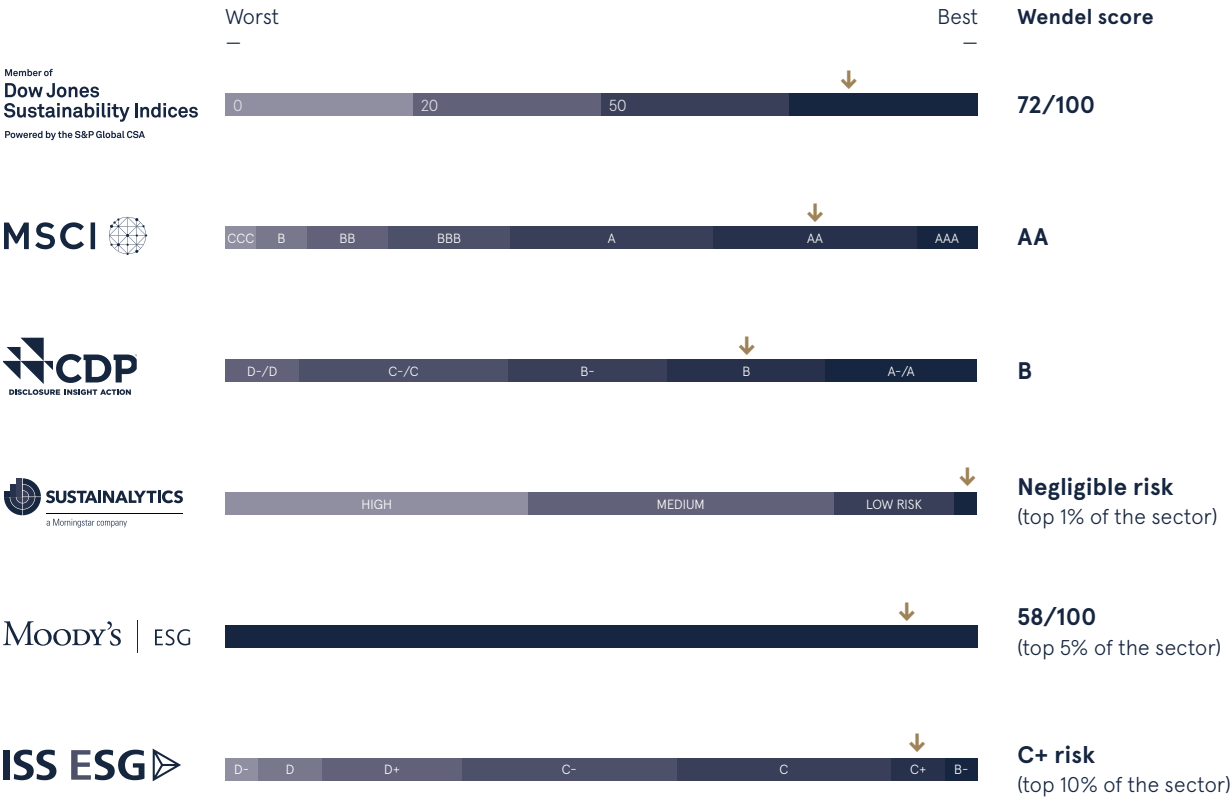 Worst Best Wendel score
Member of
Dow Jones
Sustainability Indices
Powered by the S&P Global CSA
0 20 50
72/100
MSCI
CCC B BB BBB A AA AAA
AA
CDP
DISCLOSURE INSIGHT ACTION
D-/D C-/C B- B A-/A
B
SUSTAINALYTICS
a Morningstar company
HIGH MEDIUM LOW RISK
Negligible risk
(top 1% of the sector)
MOODY'S | ESG
58/100
(top 5% of the sector)
ISS ESG
D- D D+ C- C C+ B-
C+ risk
(top 10% of the sector)